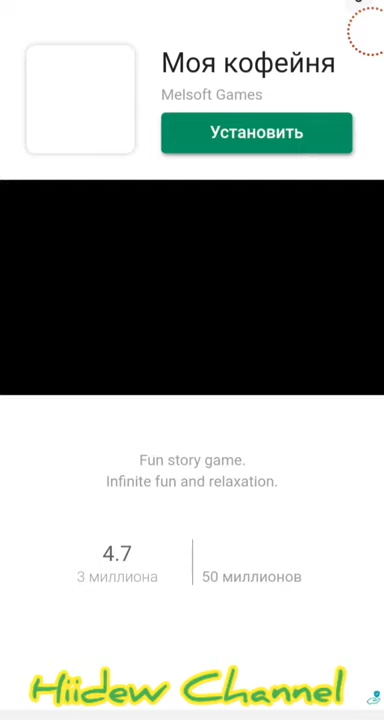 Моя кофейня
Melsoft Games
Установить
Fun story game.
Infinite fun and relaxation.
4.7
3 миллиона
50 миллионов
Hiidew Channel